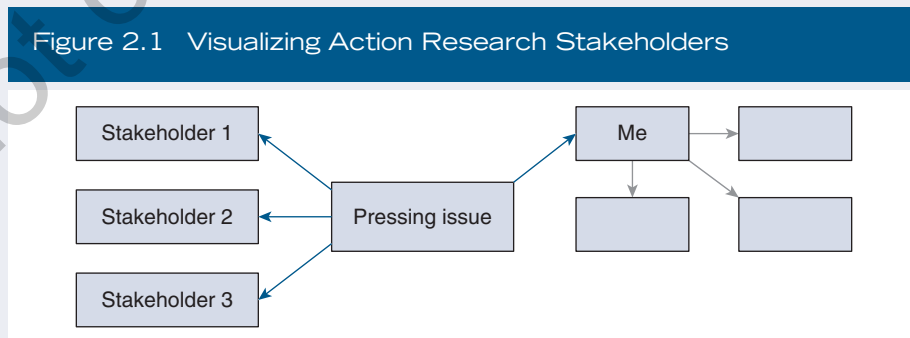 Figure 2.1 Visualizing Action Research Stakeholders
Stakeholder 1
Me
Stakeholder 2
Pressing issue
Stakeholder 3